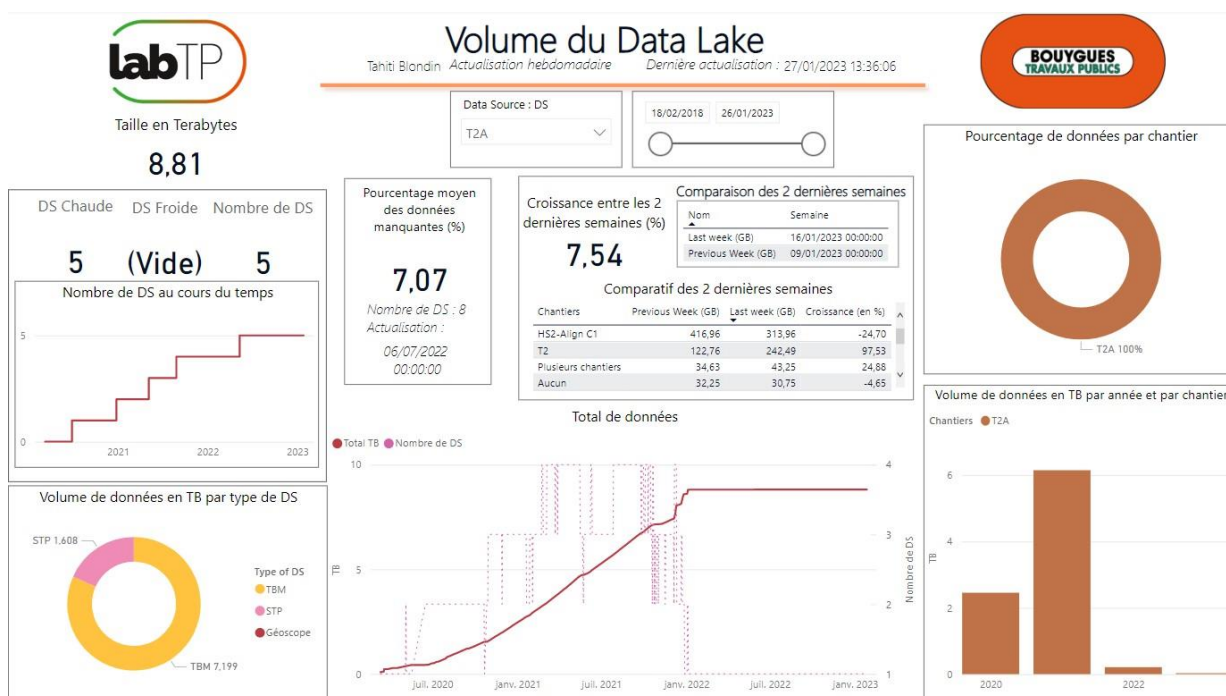 labTP
Volume du Data Lake
Tahiti Blondin Actualisation hebdomadaire Dernière actualisation : 27/01/2023 13:36:06
BOUYGUES
TRAVAUX PUBLICS
Taille en Terabytes
8,81
Data Source : DS
T2A
18/02/2018 26/01/2023
DS Chaude DS Froide Nombre de DS
5 (Vide) 5
Nombre de DS au cours du temps
5
0
2021 2022 2023
Pourcentage moyen
des données
manquantes (%)
7,07
Nombre de DS : 8
Actualisation :
06/07/2022
00:00:00
Croissance entre les 2
dernières semaines (%)
7,54
Comparaison des 2 dernières semaines
Nom Semaine
Last week (GB) 16/01/2023 00:00:00
Previous Week (GB) 09/01/2023 00:00:00
Comparatif des 2 dernières semaines
Chantiers Previous Week (GB) Last week (GB) Croissance (en %)
HS2-Align C1 416,96 313,96 -24,70
T2 122,76 242,49 97,53
Plusieurs chantiers 34,63 43,25 24,88
Aucun 32,25 30,75 -4,65
Pourcentage de données par chantier
T2A 100%
Volume de données en TB par type de DS
STP 1,608
TBM 7,199
Type of DS
TBM
STP
Géoscope
Total de données
Total TB Nombre de DS
10
5
0
TB
4
3
2
1
Nombre de DS
juil. 2020 janv. 2021 juil. 2021 janv. 2022 juil. 2022 janv. 2023
Volume de données en TB par année et par chantier
Chantiers T2A
6
4
2
0
TB
2020 2022